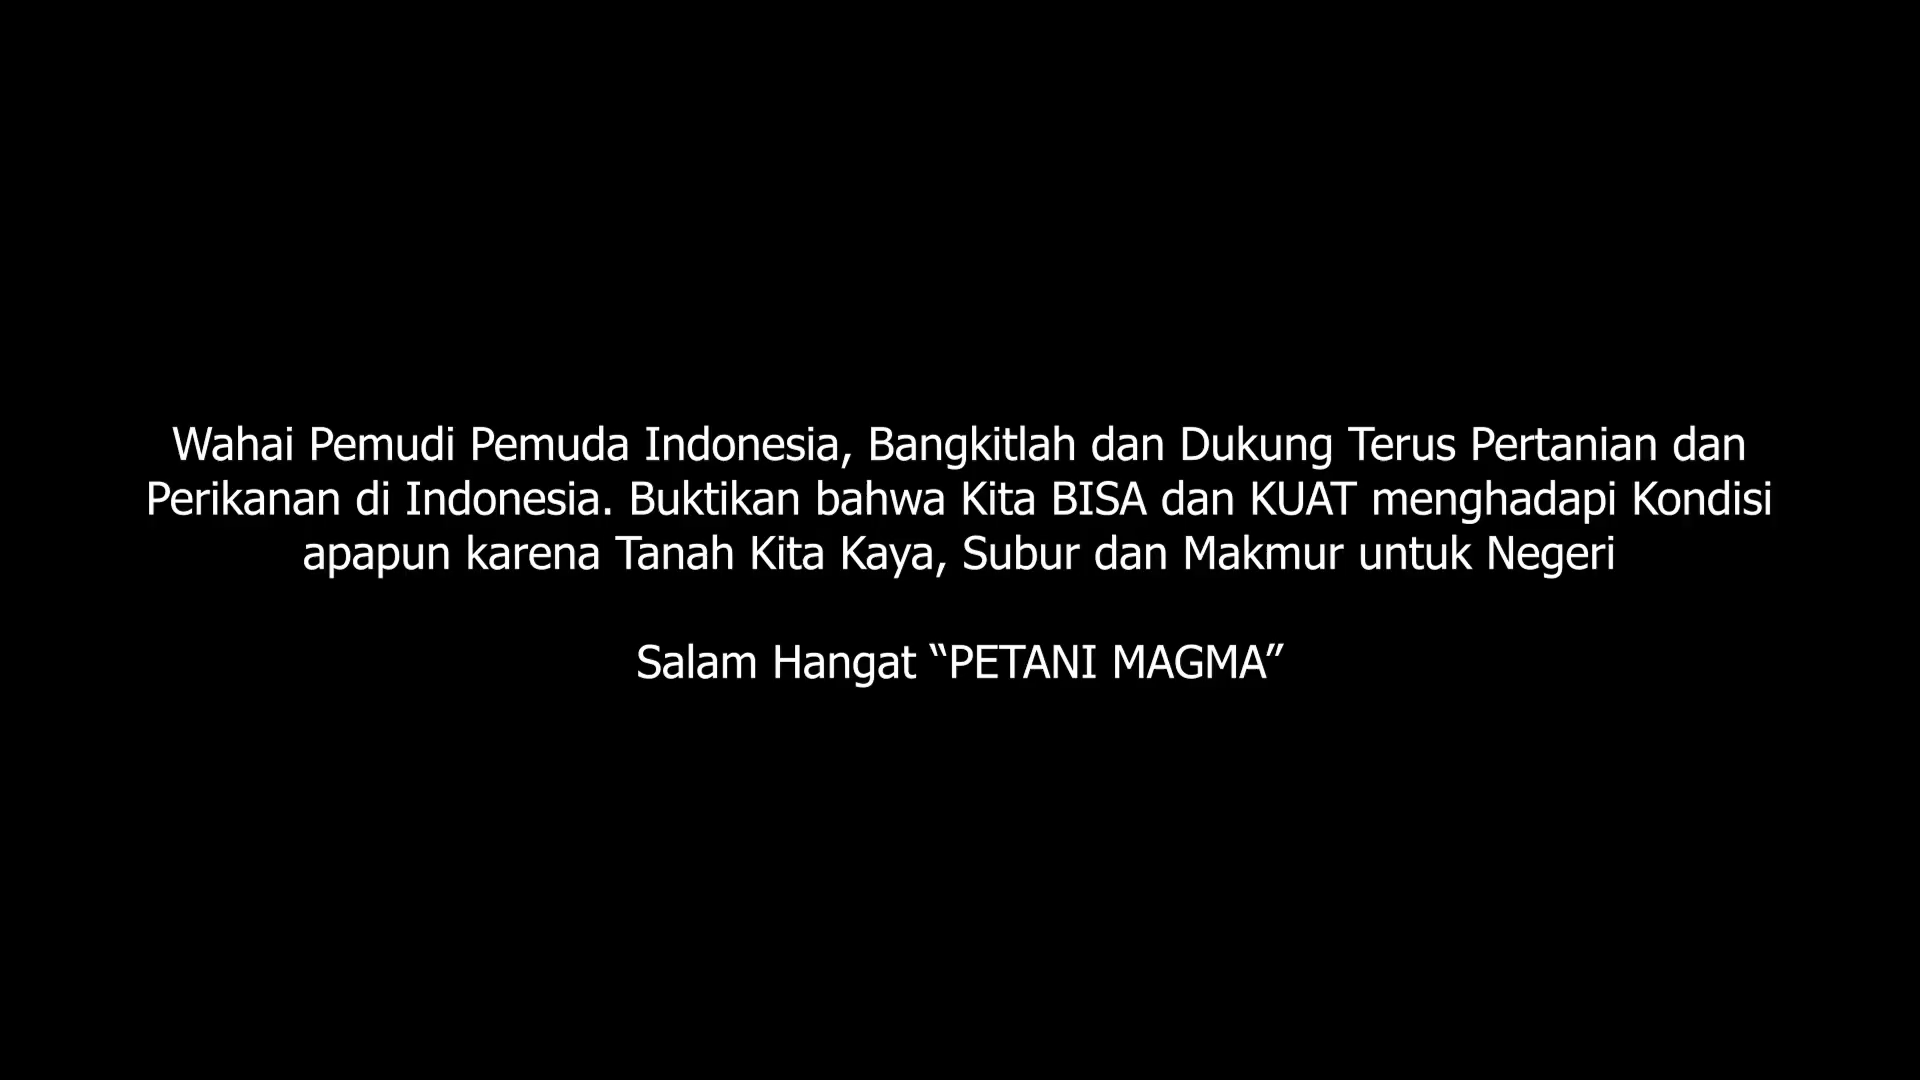 Wahai Pemudi Pemuda Indonesia, Bangkitlah dan Dukung Terus Pertanian dan
Perikanan di Indonesia. Buktikan bahwa Kita BISA dan KUAT menghadapi Kondisi
apapun karena Tanah Kita Kaya, Subur dan Makmur untuk Negeri
Salam Hangat “PETANI MAGMA”